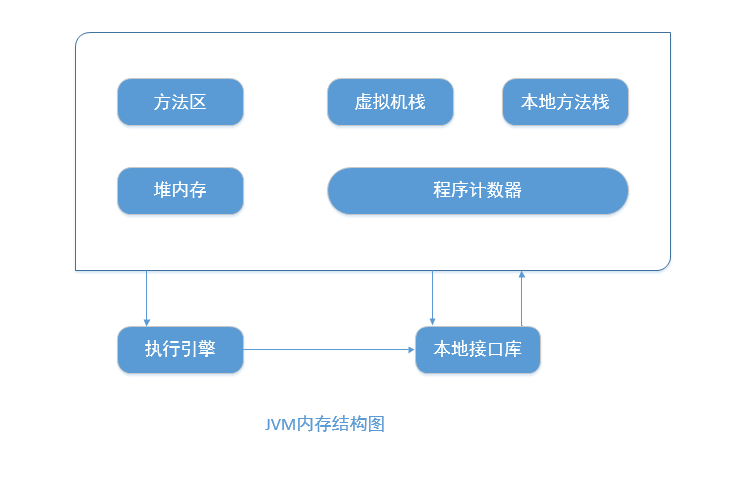 方法区
虚拟机栈
本地方法栈
堆内存
程序计数器
执行引擎
本地接口库
JVM内存结构图